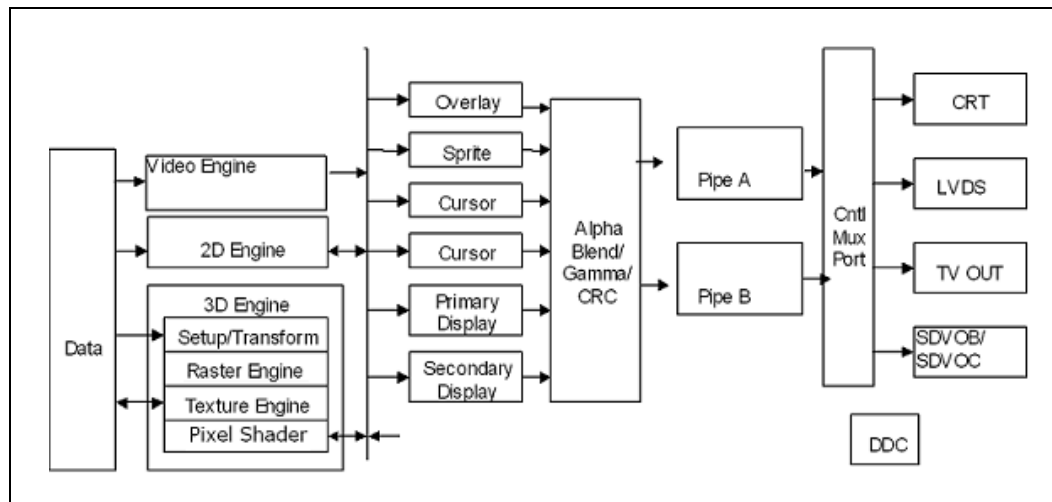 Data
Video Engine
2D Engine
3D Engine
Setup/Transform
Raster Engine
Texture Engine
Pixel Shader
Overlay
Sprite
Cursor
Cursor
Primary
Display
Secondary
Display
Alpha
Blend/
Gamma/
CRC
Pipe A
Pipe B
Cntl
Mux
Port
CRT
LVDS
TV OUT
SDVOB/
SDVOC
DDC